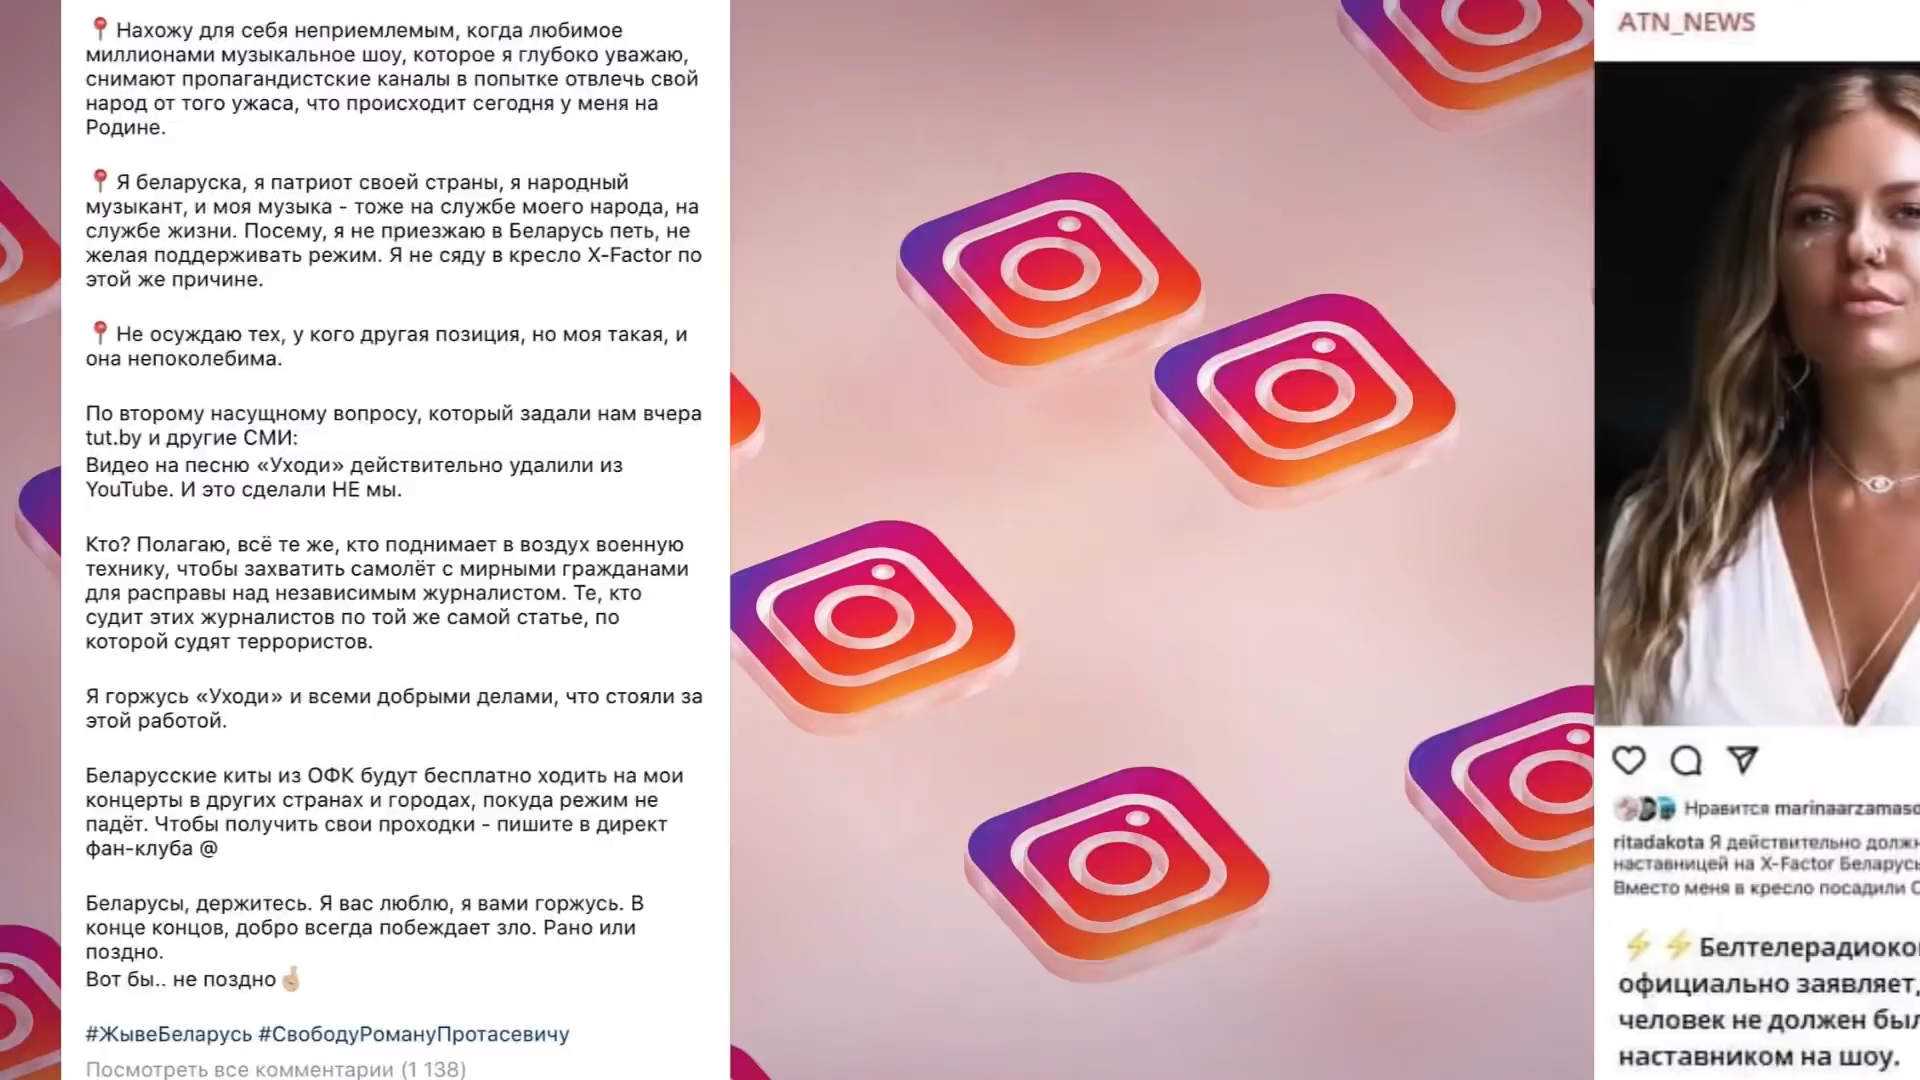 📍Нахожу для себя неприемлемым, когда любимое
миллионами музыкальное шоу, которое я глубоко уважаю,
снимают пропагандистские каналы в попытке отвлечь свой
народ от того ужаса, что происходит сегодня у меня на
Родине.
📍Я беларуска, я патриот своей страны, я народный
музыкант, и моя музыка - тоже на службе моего народа, на
службе жизни. Посему, я не приезжаю в Беларусь петь, не
желая поддерживать режим. Я не сяду в кресло X-Factor по
этой же причине.
📍Не осуждаю тех, у кого другая позиция, но моя такая, и
она непоколебима.
По второму насущному вопросу, который задали нам вчера
tut.by и другие СМИ:
Видео на песню «Уходи» действительно удалили из
YouTube. И это сделали НЕ мы.
Кто? Полагаю, всё те же, кто поднимает в воздух военную
технику, чтобы захватить самолёт с мирными гражданами
для расправы над независимым журналистом. Те, кто
судит этих журналистов по той же самой статье, по
которой судят террористов.
Я горжусь «Уходи» и всеми добрыми делами, что стояли за
этой работой.
Беларусские киты из ОФК будут бесплатно ходить на мои
концерты в других странах и городах, покуда режим не
падёт. Чтобы получить свои проходки - пишите в директ
фан-клуба @
Беларусы, держитесь. Я вас люблю, я вами горжусь. В
конце концов, добро всегда побеждает зло. Рано или
поздно.
Вот бы.. не поздно🤞🏼
#ЖывеБеларусь #СвободуРомануПротасевичу
Посмотреть все комментарии (1 138)
ATN_NEWS
Нравится marinaarzamaso
ritadakota Я действительно должн
наставницей на X-Factor Беларусь
Вместо меня в кресло посадили
⚡⚡Белтелерадиоко
официально заявляет,
человек не должен был
наставником на шоу.